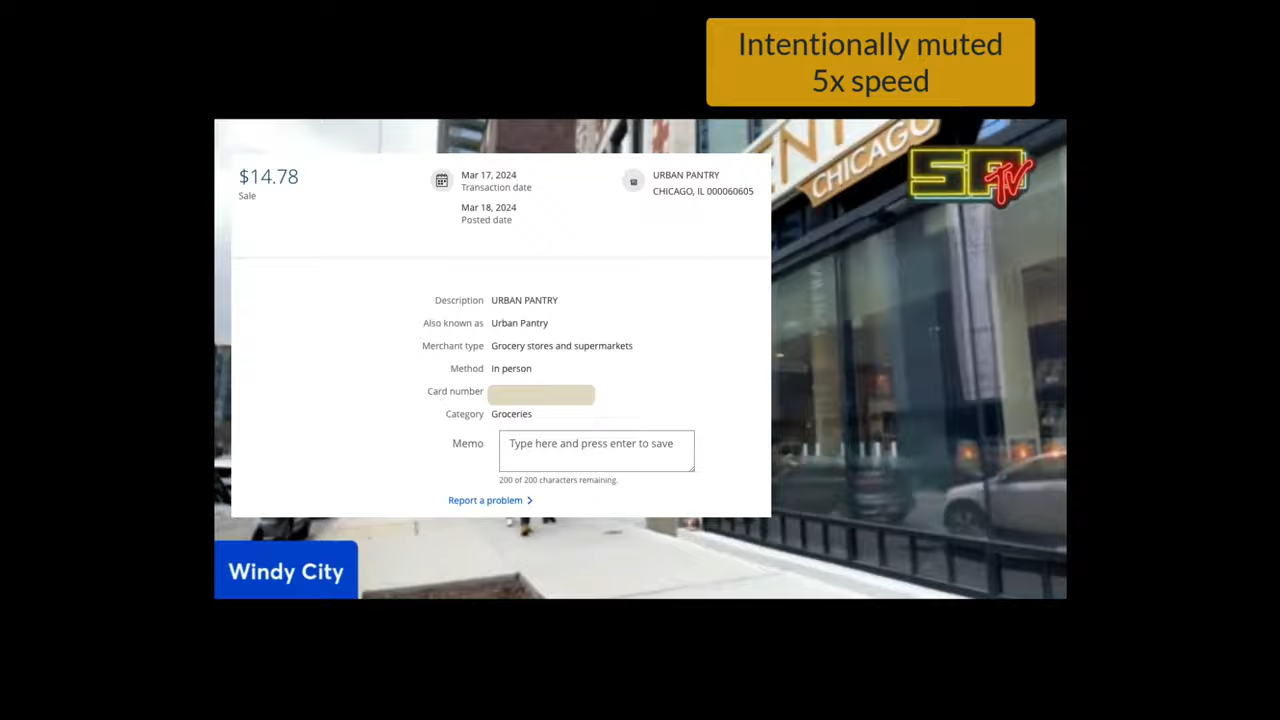 Intentionally muted
5x speed
CHICAGO
SP TV
$14.78
Sale
Mar 17, 2024
Transaction date
Mar 18, 2024
Posted date
URBAN PANTRY
CHICAGO, IL 000060605
Description URBAN PANTRY
Also known as Urban Pantry
Merchant type Grocery stores and supermarkets
Method In person
Card number
Category Groceries
Memo Type here and press enter to save
200 of 200 characters remaining.
Report a problem
Windy City